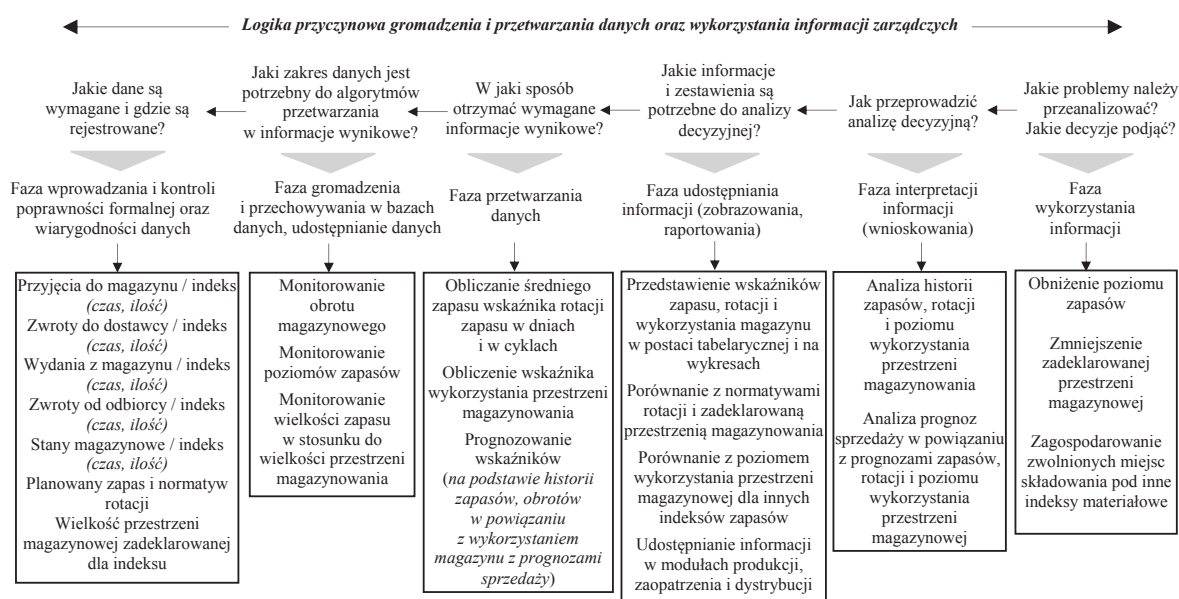 Logika przyczynowa gromadzenia i przetwarzania danych oraz wykorzystania informacji zarządczych
Jakie dane są
wymagane i gdzie są
rejestrowane?
Jaki zakres danych jest
potrzebny do algorytmów
przetwarzania
w informacje wynikowe?
W jaki sposób
otrzymać wymagane
informacje wynikowe?
Jakie informacje
i zestawienia są
potrzebne do analizy
decyzyjnej?
Jak przeprowadzić
analizę decyzyjną?
Jakie problemy należy
przeanalizować?
Jakie decyzje podjąć?
Faza wprowadzania i kontroli
poprawności formalnej oraz
wiarygodności danych
Faza gromadzenia
i przechowywania w bazach
danych, udostępnianie danych
Faza przetwarzania
danych
Faza udostępniania
informacji (zobrazowania,
raportowania)
Faza interpretacji
informacji
(wnioskowania)
Faza
wykorzystania
informacji
Przyjęcia do magazynu / indeks
(czas, ilość)
Zwroty do dostawcy / indeks
(czas, ilość)
Wydania z magazynu / indeks
(czas, ilość)
Zwroty od odbiorcy / indeks
(czas, ilość)
Stany magazynowe / indeks
(czas, ilość)
Planowany zapas i normatyw
rotacji
Wielkość przestrzeni
magazynowej zadeklarowanej
dla indeksu
Monitorowanie
obrotu
magazynowego
Monitorowanie
poziomów zapasów
Monitorowanie
wielkości zapasu
w stosunku do
wielkości przestrzeni
magazynowania
Obliczanie średniego
zapasu wskaźnika rotacji
zapasu w dniach
i w cyklach
Obliczenie wskaźnika
wykorzystania przestrzeni
magazynowania
Prognozowanie
wskaźników
(na podstawie historii
zapasów, obrotów
w powiązaniu
z wykorzystaniem
magazynu z prognozami
sprzedaży)
Przedstawienie wskaźników
zapasu, rotacji i
wykorzystania magazynu
w postaci tabelarycznej i na
wykresach
Porównanie z normatywami
rotacji i zadeklarowaną
przestrzenią magazynowania
Porównanie z poziomem
wykorzystania przestrzeni
magazynowej dla innych
indeksów zapasów
Udostępnianie informacji
w modułach produkcji,
zaopatrzenia i dystrybucji
Analiza historii
zapasów, rotacji
i poziomu
wykorzystania
przestrzeni
magazynowania
Analiza prognoz
sprzedaży w powiązaniu
z prognozami zapasów,
rotacji i poziomu
wykorzystania
przestrzeni
magazynowej
Obniżenie poziomu
zapasów
Zmniejszenie
zadeklarowanej
przestrzeni
magazynowej
Zagospodarowanie
zwolnionych miejsc
składowania pod inne
indeksy materiałowe